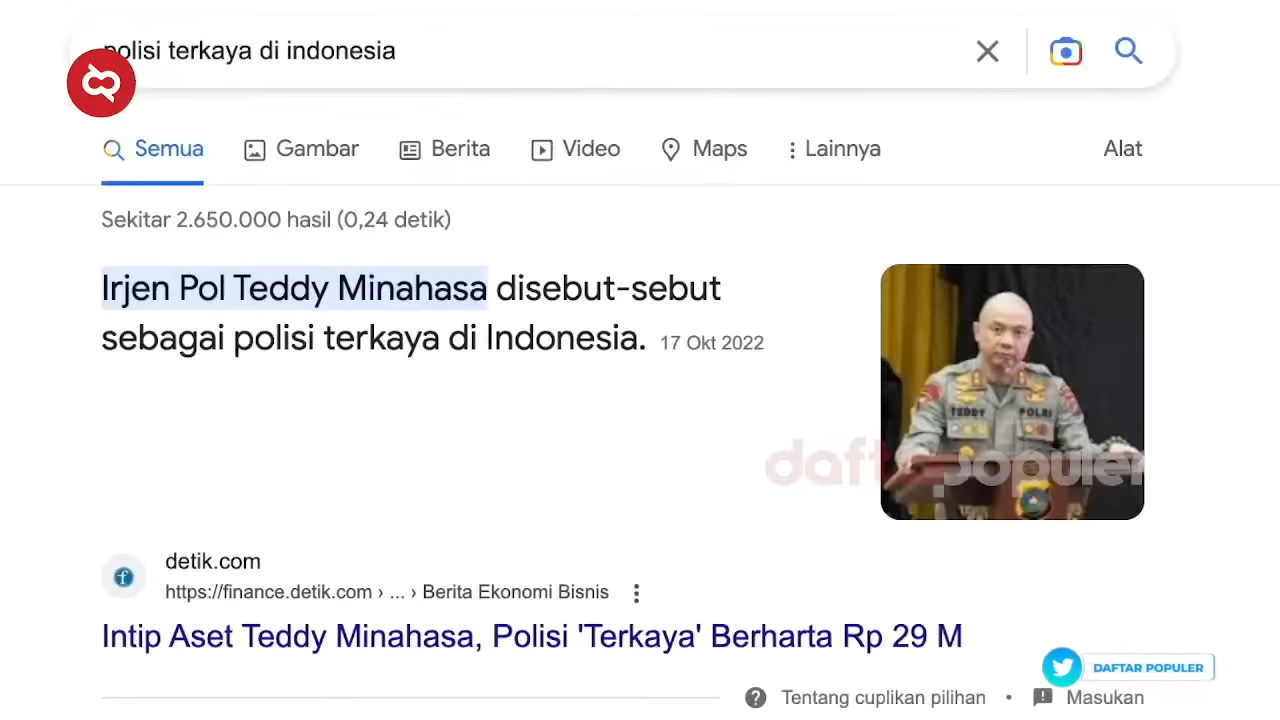 polisi terkaya di indonesia
Semua Gambar Berita Video Maps Lainnya Alat
Sekitar 2.650.000 hasil (0,24 detik)
Irjen Pol Teddy Minahasa disebut-sebut
sebagai polisi terkaya di Indonesia. 17 Okt 2022
TEDDY POLRI
daft populer
detik.com
https://finance.detik.com › ... › Berita Ekonomi Bisnis
Intip Aset Teddy Minahasa, Polisi 'Terkaya' Berharta Rp 29 M
DAFTAR POPULER
Tentang cuplikan pilihan • Masukan